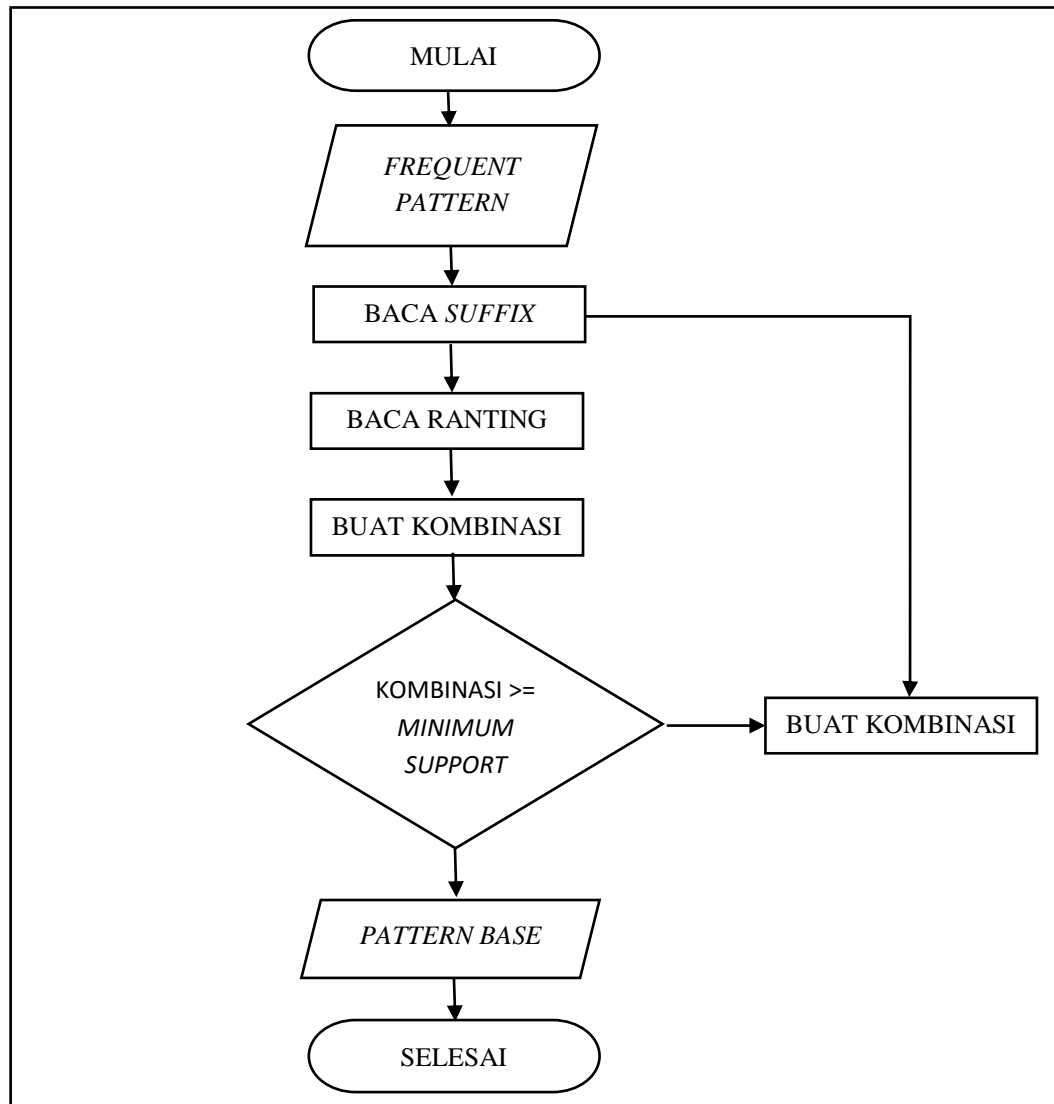 MULAI
FREQUENT
PATTERN
BACA SUFFIX
BACA RANTING
BUAT KOMBINASI
KOMBINASI >=
MINIMUM
SUPPORT
BUAT KOMBINASI
PATTERN BASE
SELESAI